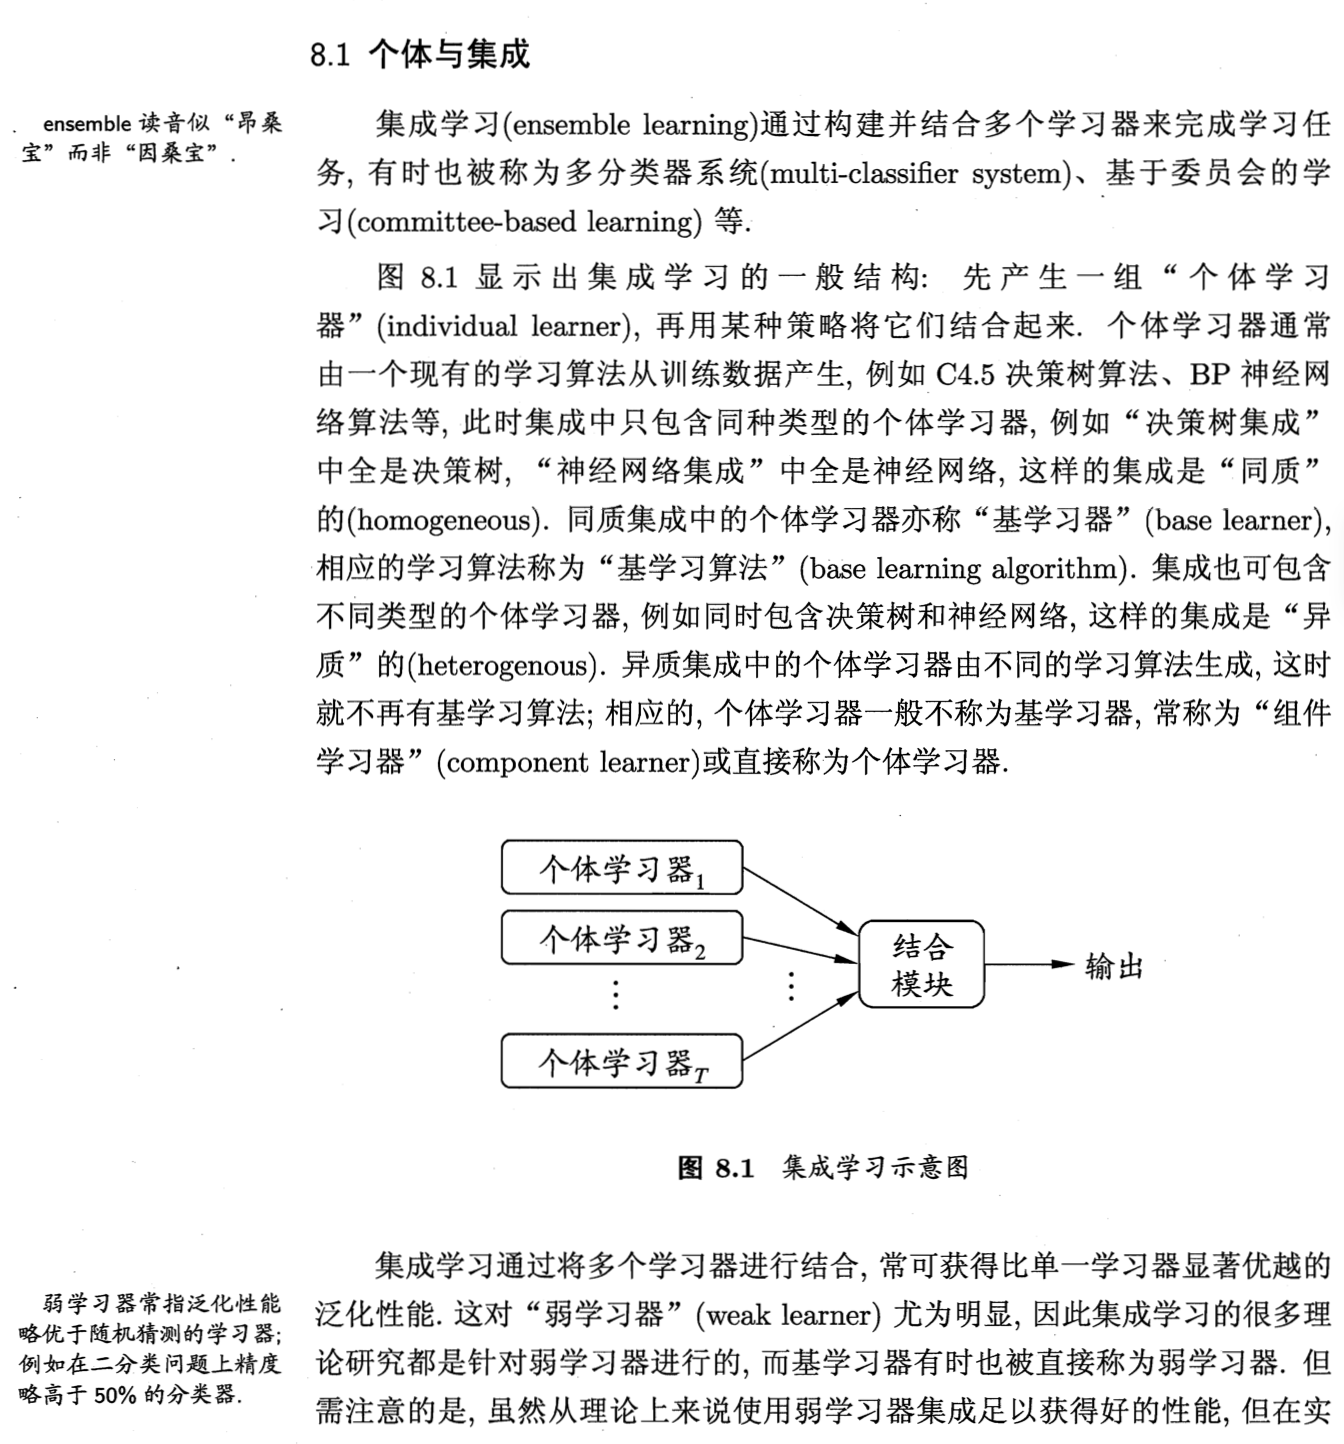 8.1 个体与集成
ensemble 读音似“昂桑
宝”而非“因桑宝”.
集成学习(ensemble learning)通过构建并结合多个学习器来完成学习任
务, 有时也被称为多分类器系统(multi-classifier system)、基于委员会的学
习(committee-based learning) 等.
图 8.1 显示出集成学习的一般结构: 先产生一组“个体学习
器”(individual learner), 再用某种策略将它们结合起来. 个体学习器通常
由一个现有的学习算法从训练数据产生, 例如 C4.5 决策树算法、BP 神经网
络算法等, 此时集成中只包含同种类型的个体学习器, 例如“决策树集成”
中全是决策树, “神经网络集成”中全是神经网络, 这样的集成是“同质”
的(homogeneous). 同质集成中的个体学习器亦称“基学习器”(base learner),
相应的学习算法称为“基学习算法”(base learning algorithm). 集成也可包含
不同类型的个体学习器, 例如同时包含决策树和神经网络, 这样的集成是“异
质”的(heterogenous). 异质集成中的个体学习器由不同的学习算法生成, 这时
就不再有基学习算法; 相应的, 个体学习器一般不称为基学习器, 常称为“组件
学习器”(component learner)或直接称为个体学习器.
个体学习器1
个体学习器2
⋮
⋮
个体学习器T
结合
模块
输出
图 8.1 集成学习示意图
集成学习通过将多个学习器进行结合, 常可获得比单一学习器显著优越的
泛化性能. 这对“弱学习器”(weak learner) 尤为明显, 因此集成学习的很多理
论研究都是针对弱学习器进行的, 而基学习器有时也被直接称为弱学习器. 但
需注意的是, 虽然从理论上来说使用弱学习器集成足以获得好的性能, 但在实
弱学习器常指泛化性能
略优于随机猜测的学习器;
例如在二分类问题上精度
略高于 50% 的分类器.